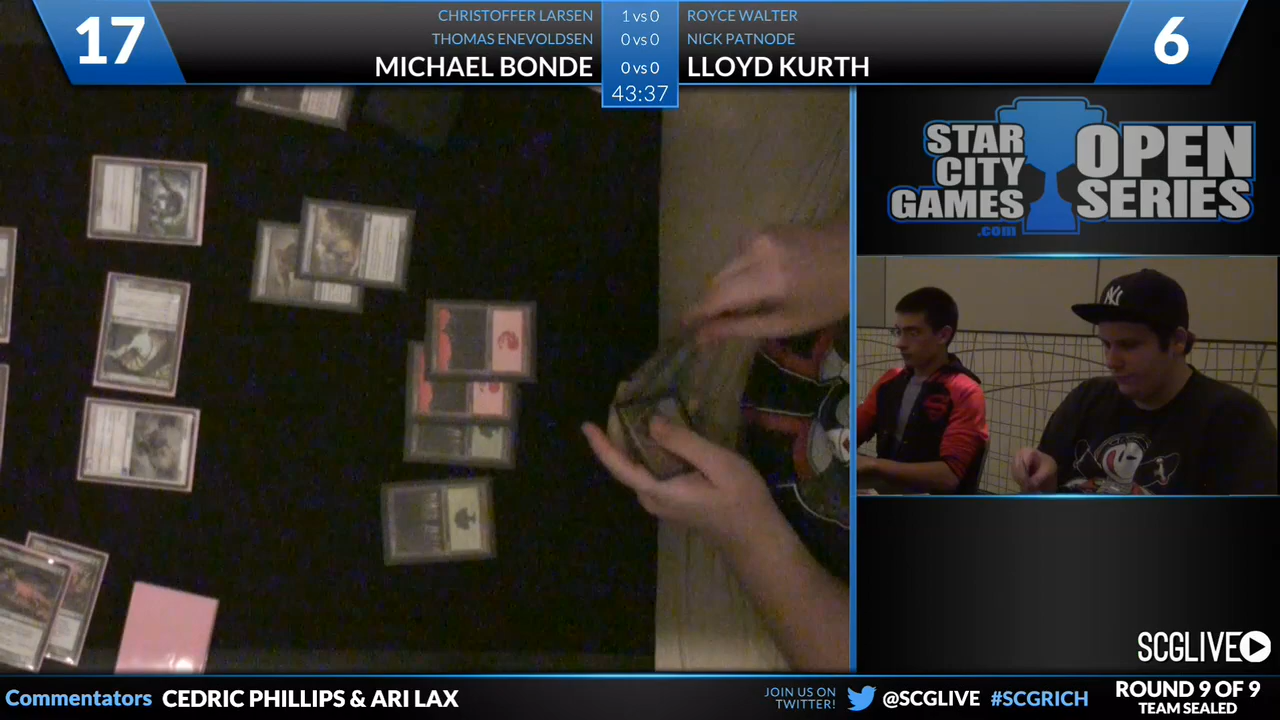 17
CHRISTOFFER LARSEN 1 vs 0 ROYCE WALTER
THOMAS ENEVOLDSEN 0 vs 0 NICK PATNODE
MICHAEL BONDE 0 vs 0 LLOYD KURTH
43:37
6
STAR CITY GAMES .com OPEN SERIES
NY
SCGLIVE
Commentators CEDRIC PHILLIPS & ARI LAX
JOIN US ON TWITTER! @SCGLIVE #SCGRICH
ROUND 9 OF 9
TEAM SEALED